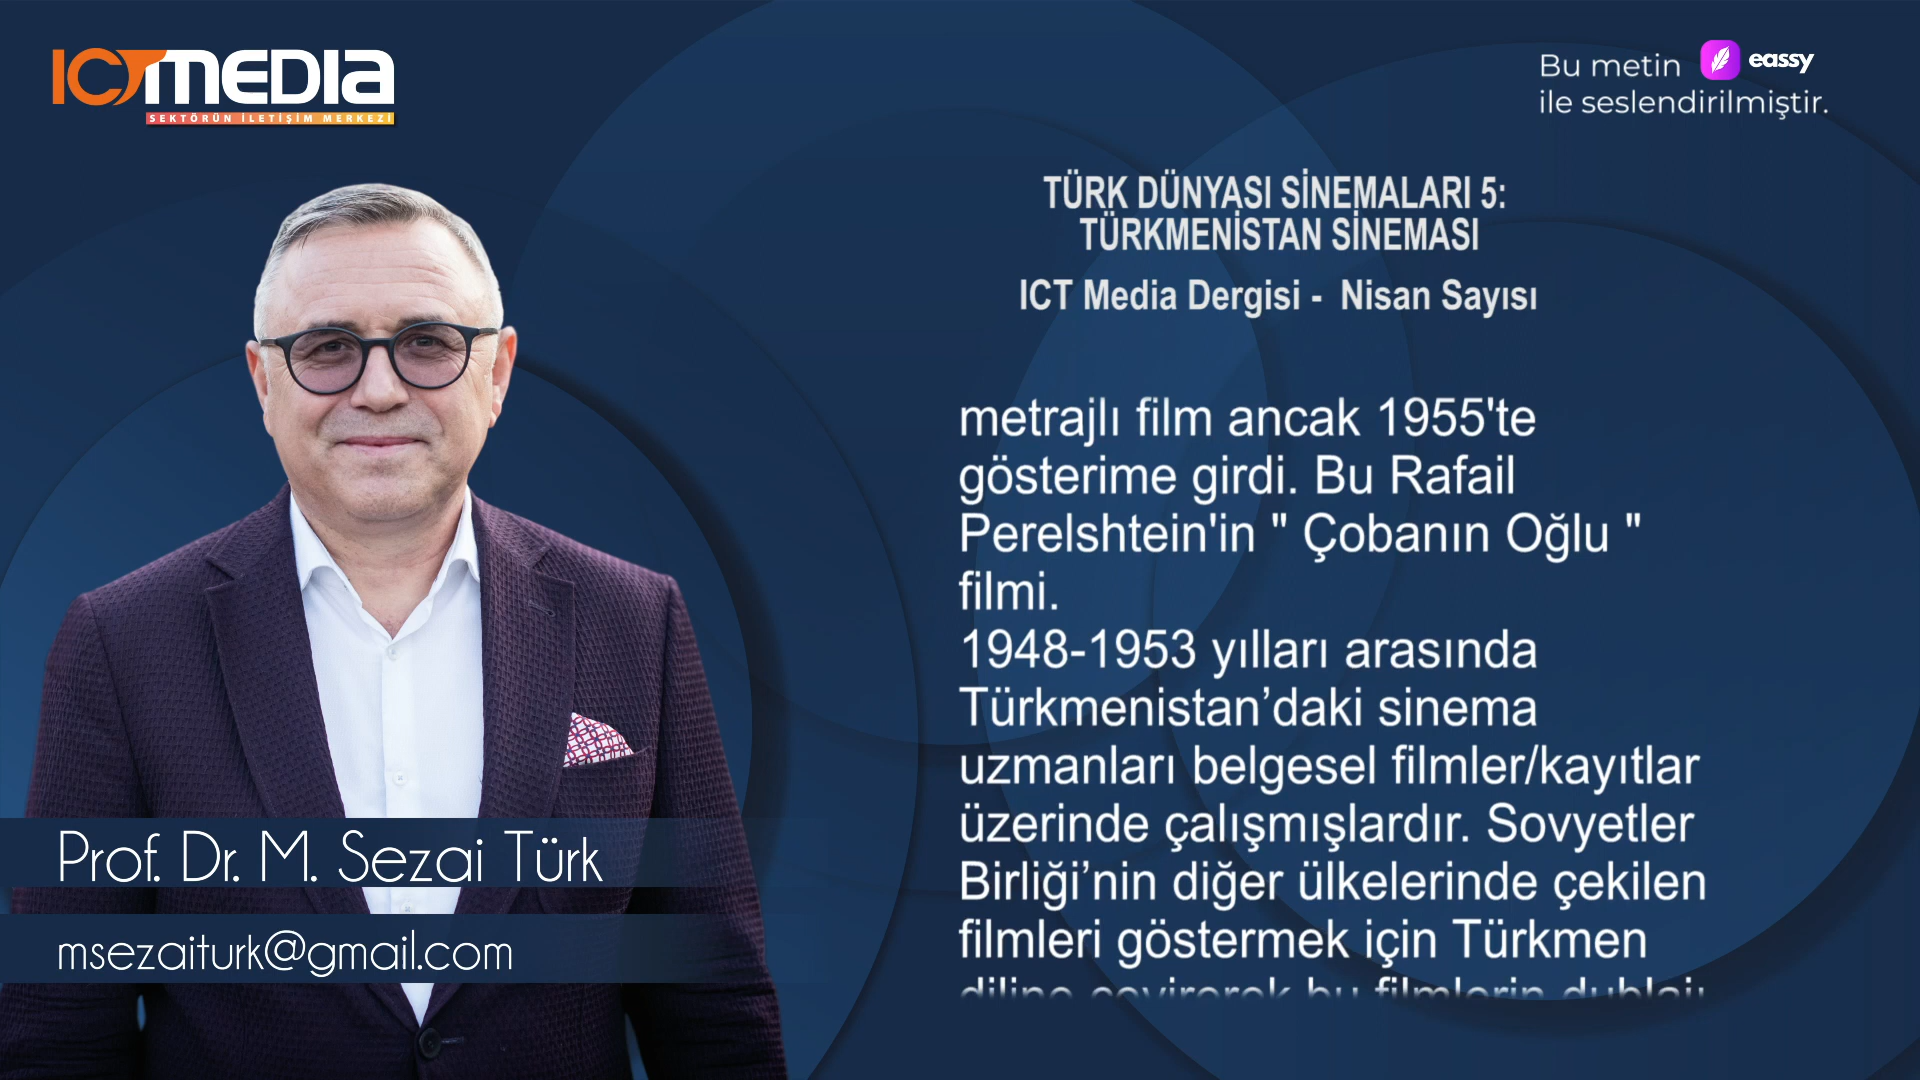 ICTMEDIA
SEKTÖRÜN İLETİŞİM MERKEZİ
Bu metin eassy
ile seslendirilmiştir.
TÜRK DÜNYASI SİNEMALARI 5:
TÜRKMENİSTAN SİNEMASI
ICT Media Dergisi - Nisan Sayısı
metrajlı film ancak 1955'te
gösterime girdi. Bu Rafail
Perelshtein'in " Çobanın Oğlu "
filmi.
1948-1953 yılları arasında
Türkmenistan’daki sinema
uzmanları belgesel filmler/kayıtlar
üzerinde çalışmışlardır. Sovyetler
Birliği’nin diğer ülkelerinde çekilen
filmleri göstermek için Türkmen
Prof. Dr. M. Sezai Türk
msezaiturk@gmail.com